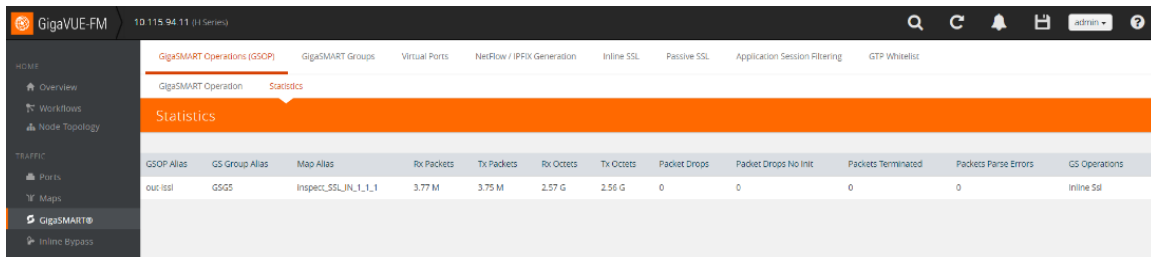 GigaVUE-FM 10.115.94.11 (H Series) admin
HOME
Overview
Workflows
Node Topology
TRAFFIC
Ports
Maps
GigaSMART®
Inline Bypass
GigaSMART Operations (GSOP) GigaSMART Groups Virtual Ports NetFlow / IPFIX Generation Inline SSL Passive SSL Application Session Filtering GTP Whitelist
GigaSMART Operation Statistics
Statistics
GSOP Alias GS Group Alias Map Alias Rx Packets Tx Packets Rx Octets Tx Octets Packet Drops Packet Drops No Init Packets Terminated Packets Parse Errors GS Operations
out-issl GSG5 inspect_SSL_IN_1_1_1 3.77 M 3.75 M 2.57 G 2.56 G 0 0 0 0 Inline Ssl